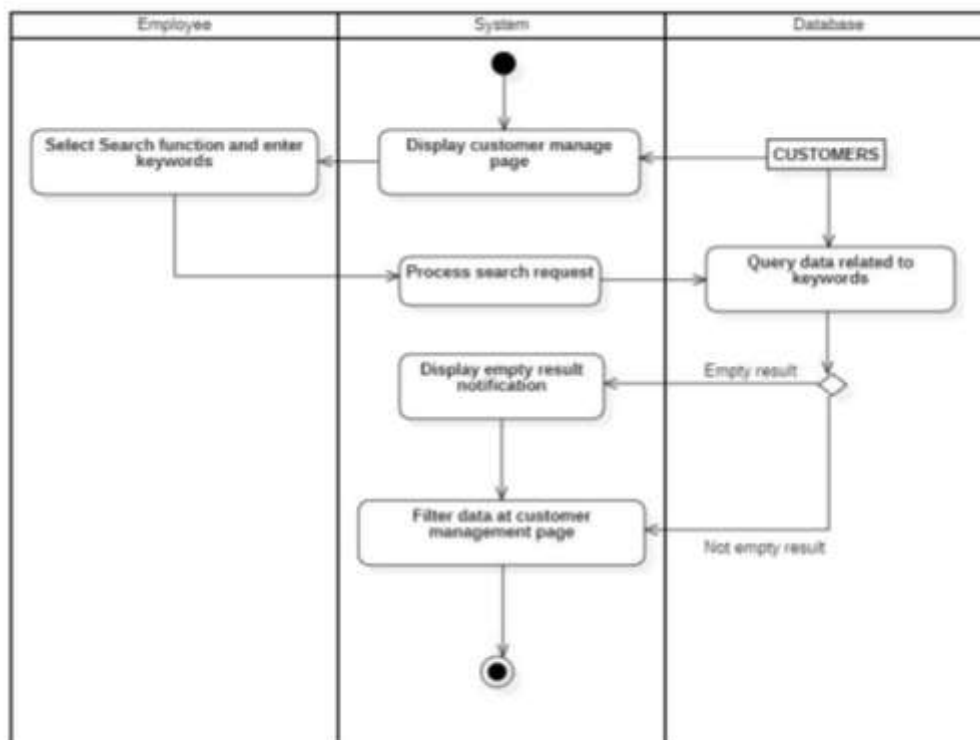 Employee
System
Database
Select Search function and enter
keywords
Display customer manage
page
CUSTOMERS
Process search request
Query data related to
keywords
Display empty result
notification
Empty result
Filter data at customer
management page
Not empty result